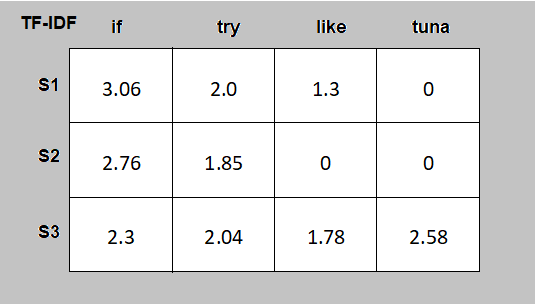 TF-IDF if try like tuna
S1 3.06 2.0 1.3 0
S2 2.76 1.85 0 0
S3 2.3 2.04 1.78 2.58